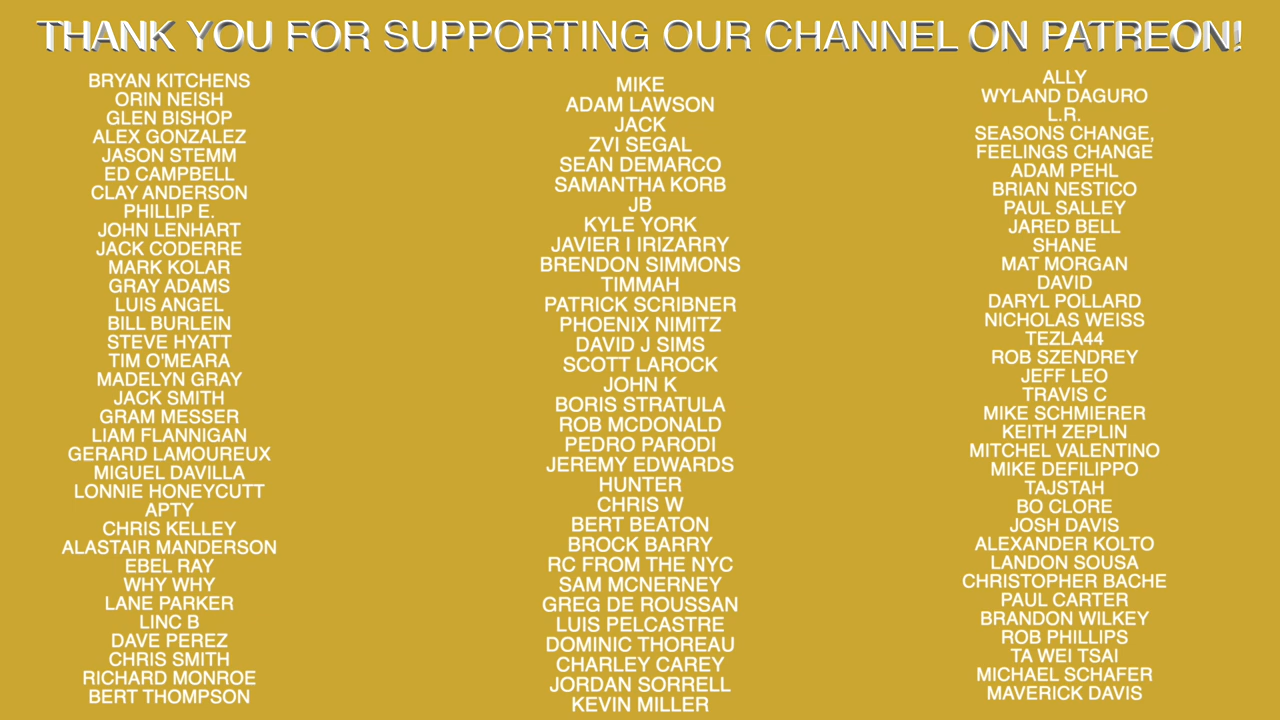 THANK YOU FOR SUPPORTING OUR CHANNEL ON PATREON!
BRYAN KITCHENS
ORIN NEISH
GLEN BISHOP
ALEX GONZALEZ
JASON STEMM
ED CAMPBELL
CLAY ANDERSON
PHILLIP E.
JOHN LENHART
JACK CODERRE
MARK KOLAR
GRAY ADAMS
LUIS ANGEL
BILL BURLEIN
STEVE HYATT
TIM O'MEARA
MADELYN GRAY
JACK SMITH
GRAM MESSER
LIAM FLANNIGAN
GERARD LAMOUREUX
MIGUEL DAVILLA
LONNIE HONEYCUTT
APTY
CHRIS KELLEY
ALASTAIR MANDERSON
EBEL RAY
WHY WHY
LANE PARKER
LINC B
DAVE PEREZ
CHRIS SMITH
RICHARD MONROE
BERT THOMPSON
MIKE
ADAM LAWSON
JACK
ZVI SEGAL
SEAN DEMARCO
SAMANTHA KORB
JB
KYLE YORK
JAVIER I IRIZARRY
BRENDON SIMMONS
TIMMAH
PATRICK SCRIBNER
PHOENIX NIMITZ
DAVID J SIMS
SCOTT LAROCK
JOHN K
BORIS STRATULA
ROB MCDONALD
PEDRO PARODI
JEREMY EDWARDS
HUNTER
CHRIS W
BERT BEATON
BROCK BARRY
RC FROM THE NYC
SAM MCNERNEY
GREG DE ROUSSAN
LUIS PELCASTRE
DOMINIC THOREAU
CHARLEY CAREY
JORDAN SORRELL
KEVIN MILLER
ALLY
WYLAND DAGURO
L.R.
SEASONS CHANGE,
FEELINGS CHANGE
ADAM PEHL
BRIAN NESTICO
PAUL SALLEY
JARED BELL
SHANE
MAT MORGAN
DAVID
DARYL POLLARD
NICHOLAS WEISS
TEZLA44
ROB SZENDREY
JEFF LEO
TRAVIS C
MIKE SCHMIERER
KEITH ZEPLIN
MITCHEL VALENTINO
MIKE DEFILIPPO
TAJSTAH
BO CLORE
JOSH DAVIS
ALEXANDER KOLTO
LANDON SOUSA
CHRISTOPHER BACHE
PAUL CARTER
BRANDON WILKEY
ROB PHILLIPS
TA WEI TSAI
MICHAEL SCHAFER
MAVERICK DAVIS